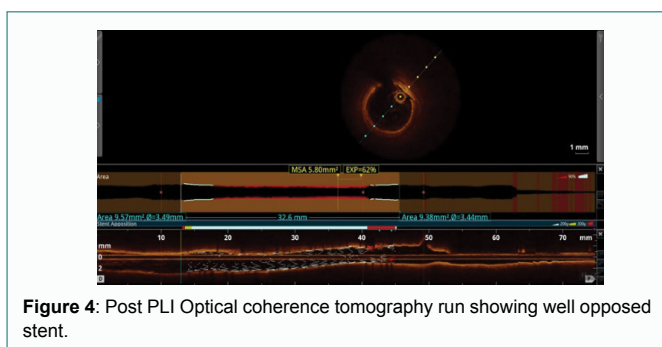 1 mm
MSA 5.80mm² EXP=62%
Area
90%
Area 9.57mm²,Ø=3.49mm 32.6 mm Area 9.38mm²,Ø=3.44mm
Stent Apposition
10 20 30 40 50 60 70 mm
mm
0
2
Figure 4: Post PLI Optical coherence tomography run showing well opposed
stent.